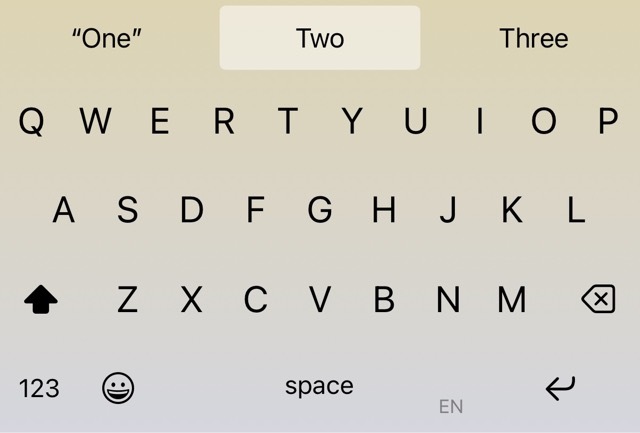 “One” Two Three
Q W E R T Y U I O P
A S D F G H J K L
Z X C V B N M
123 space EN